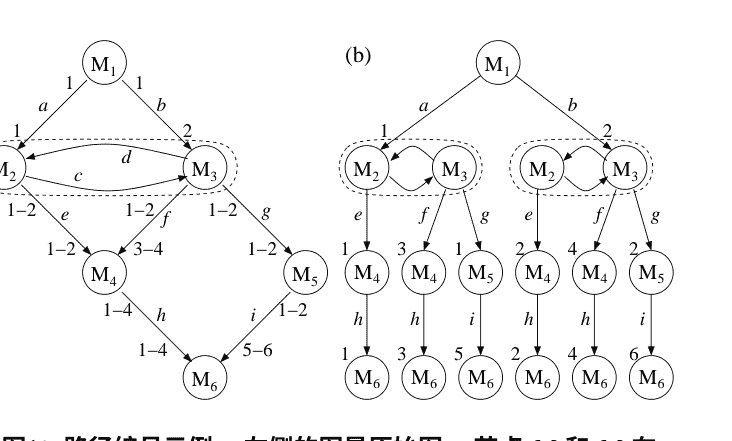 (b)
M1 M1
1 1
a b a b
1 2 1 2
M2 d M3 M2 M3 M2 M3
c
1–2 e 1–2 f 1–2 g e f g e f g
1–2 3–4 1–2 1 3 1 2 4 2
M4 M5 M4 M4 M5 M4 M4 M5
1–4 h i 1–2 h h i h h i
1–4 5–6 1 3 5 2 4 6
M6 M6 M6 M6 M6 M6 M6